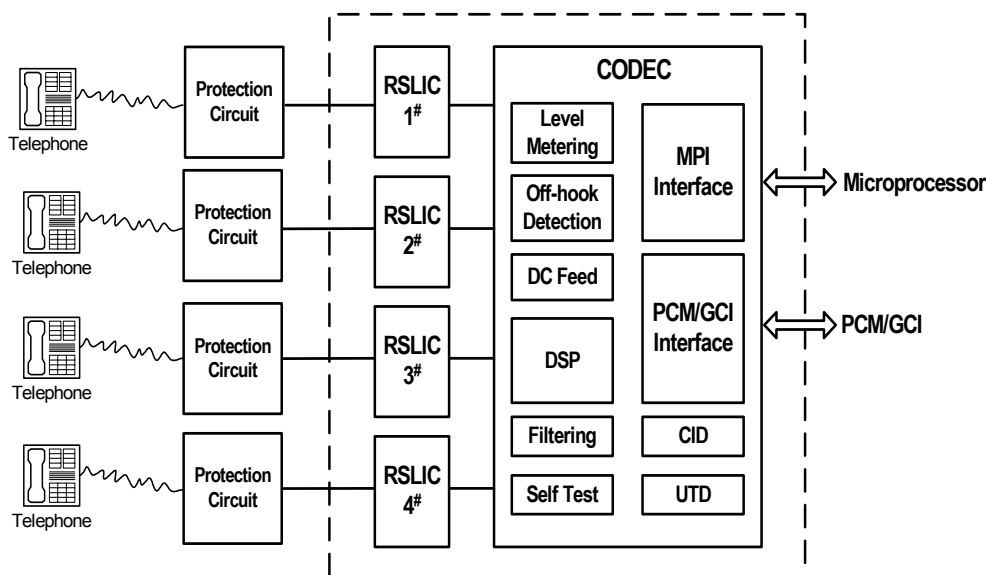 CODEC
Telephone
Protection
Circuit
RSLIC
1#
Level
Metering
MPI
Interface
Microprocessor
Telephone
Protection
Circuit
RSLIC
2#
Off-hook
Detection
DC Feed
Telephone
Protection
Circuit
RSLIC
3#
DSP
PCM/GCI
Interface
PCM/GCI
Telephone
Protection
Circuit
RSLIC
4#
Filtering
CID
Self Test
UTD